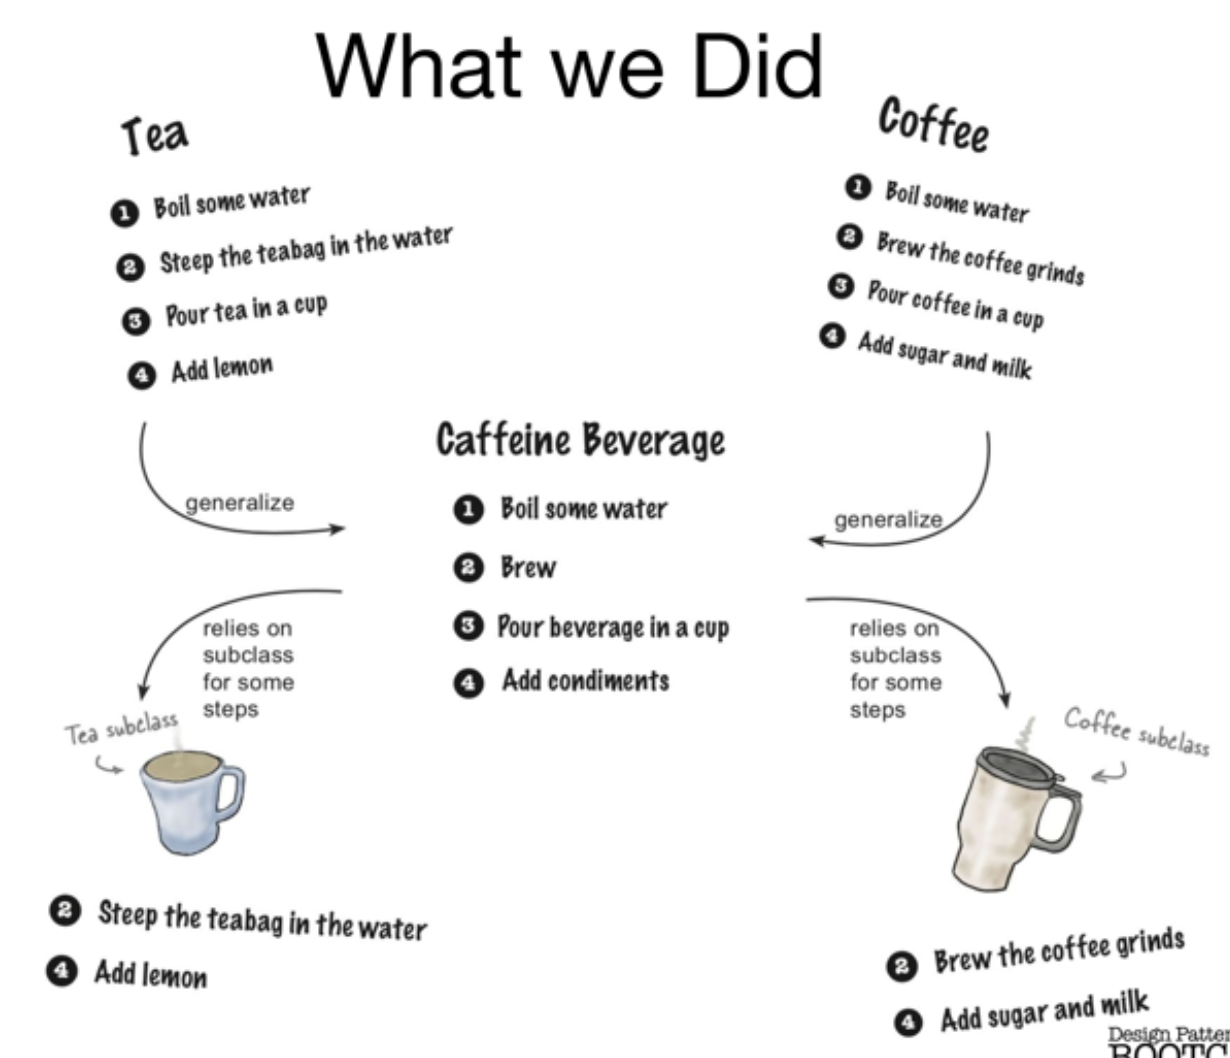 What we Did
Tea
1 Boil some water
2 Steep the teabag in the water
3 Pour tea in a cup
4 Add lemon
Coffee
1 Boil some water
2 Brew the coffee grinds
3 Pour coffee in a cup
4 Add sugar and milk
generalize
generalize
Caffeine Beverage
1 Boil some water
2 Brew
3 Pour beverage in a cup
4 Add condiments
relies on
subclass
for some
steps
relies on
subclass
for some
steps
Tea subclass
Coffee subclass
2 Steep the teabag in the water
4 Add lemon
2 Brew the coffee grinds
4 Add sugar and milk
Design